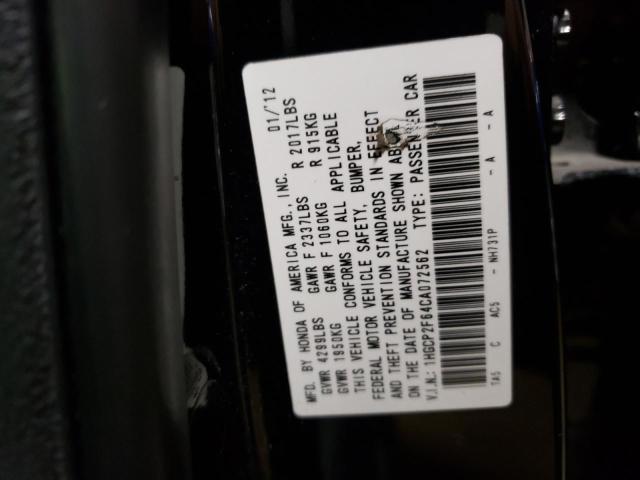 MFD. BY HONDA OF AMERICA MFG., INC. 01/'12
GVWR 4299LBS GAWR F 2337LBS R 2017LBS
GVWR 1950KG GAWR F 1060KG R 915KG
THIS VEHICLE CONFORMS TO ALL APPLICABLE
FEDERAL MOTOR VEHICLE SAFETY, BUMPER,
AND THEFT PREVENTION STANDARDS IN EFFECT
ON THE DATE OF MANUFACTURE SHOWN
V.I.N.: 1HGCP2F64CA072562 TYPE: PASSENGER CAR
TA5 C AC5 - NH731P - A - A